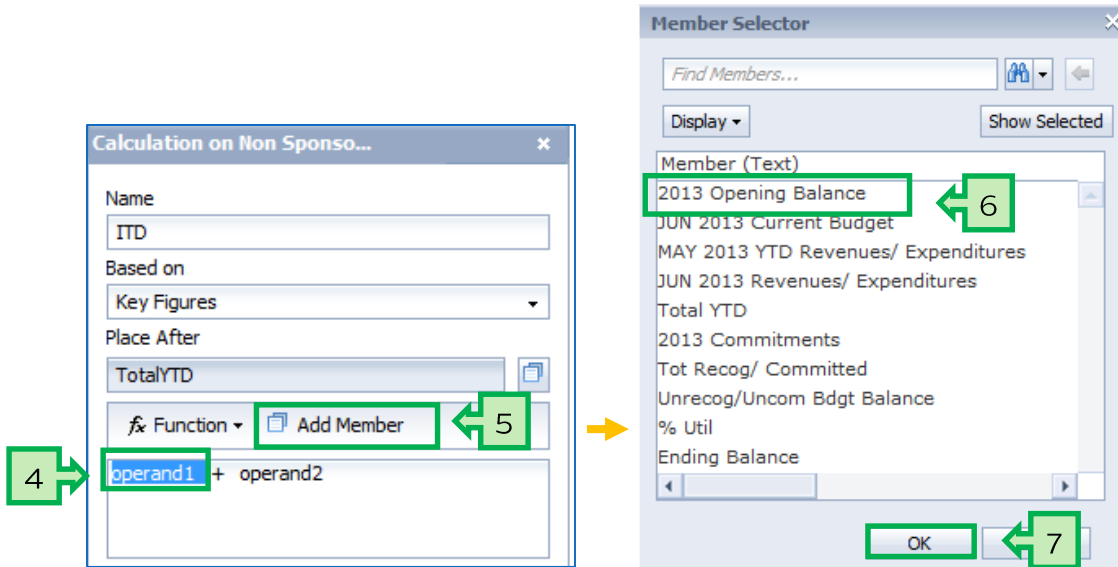 Calculation on Non Sponso...
Name
ITD
Based on
Key Figures
Place After
TotalYTD
fx Function
Add Member
5
4
operand1 + operand2
Member Selector
Find Members...
Display
Show Selected
Member (Text)
2013 Opening Balance
6
JUN 2013 Current Budget
MAY 2013 YTD Revenues/ Expenditures
JUN 2013 Revenues/ Expenditures
Total YTD
2013 Commitments
Tot Recog/ Committed
Unrecog/Uncom Bdgt Balance
% Util
Ending Balance
OK
7